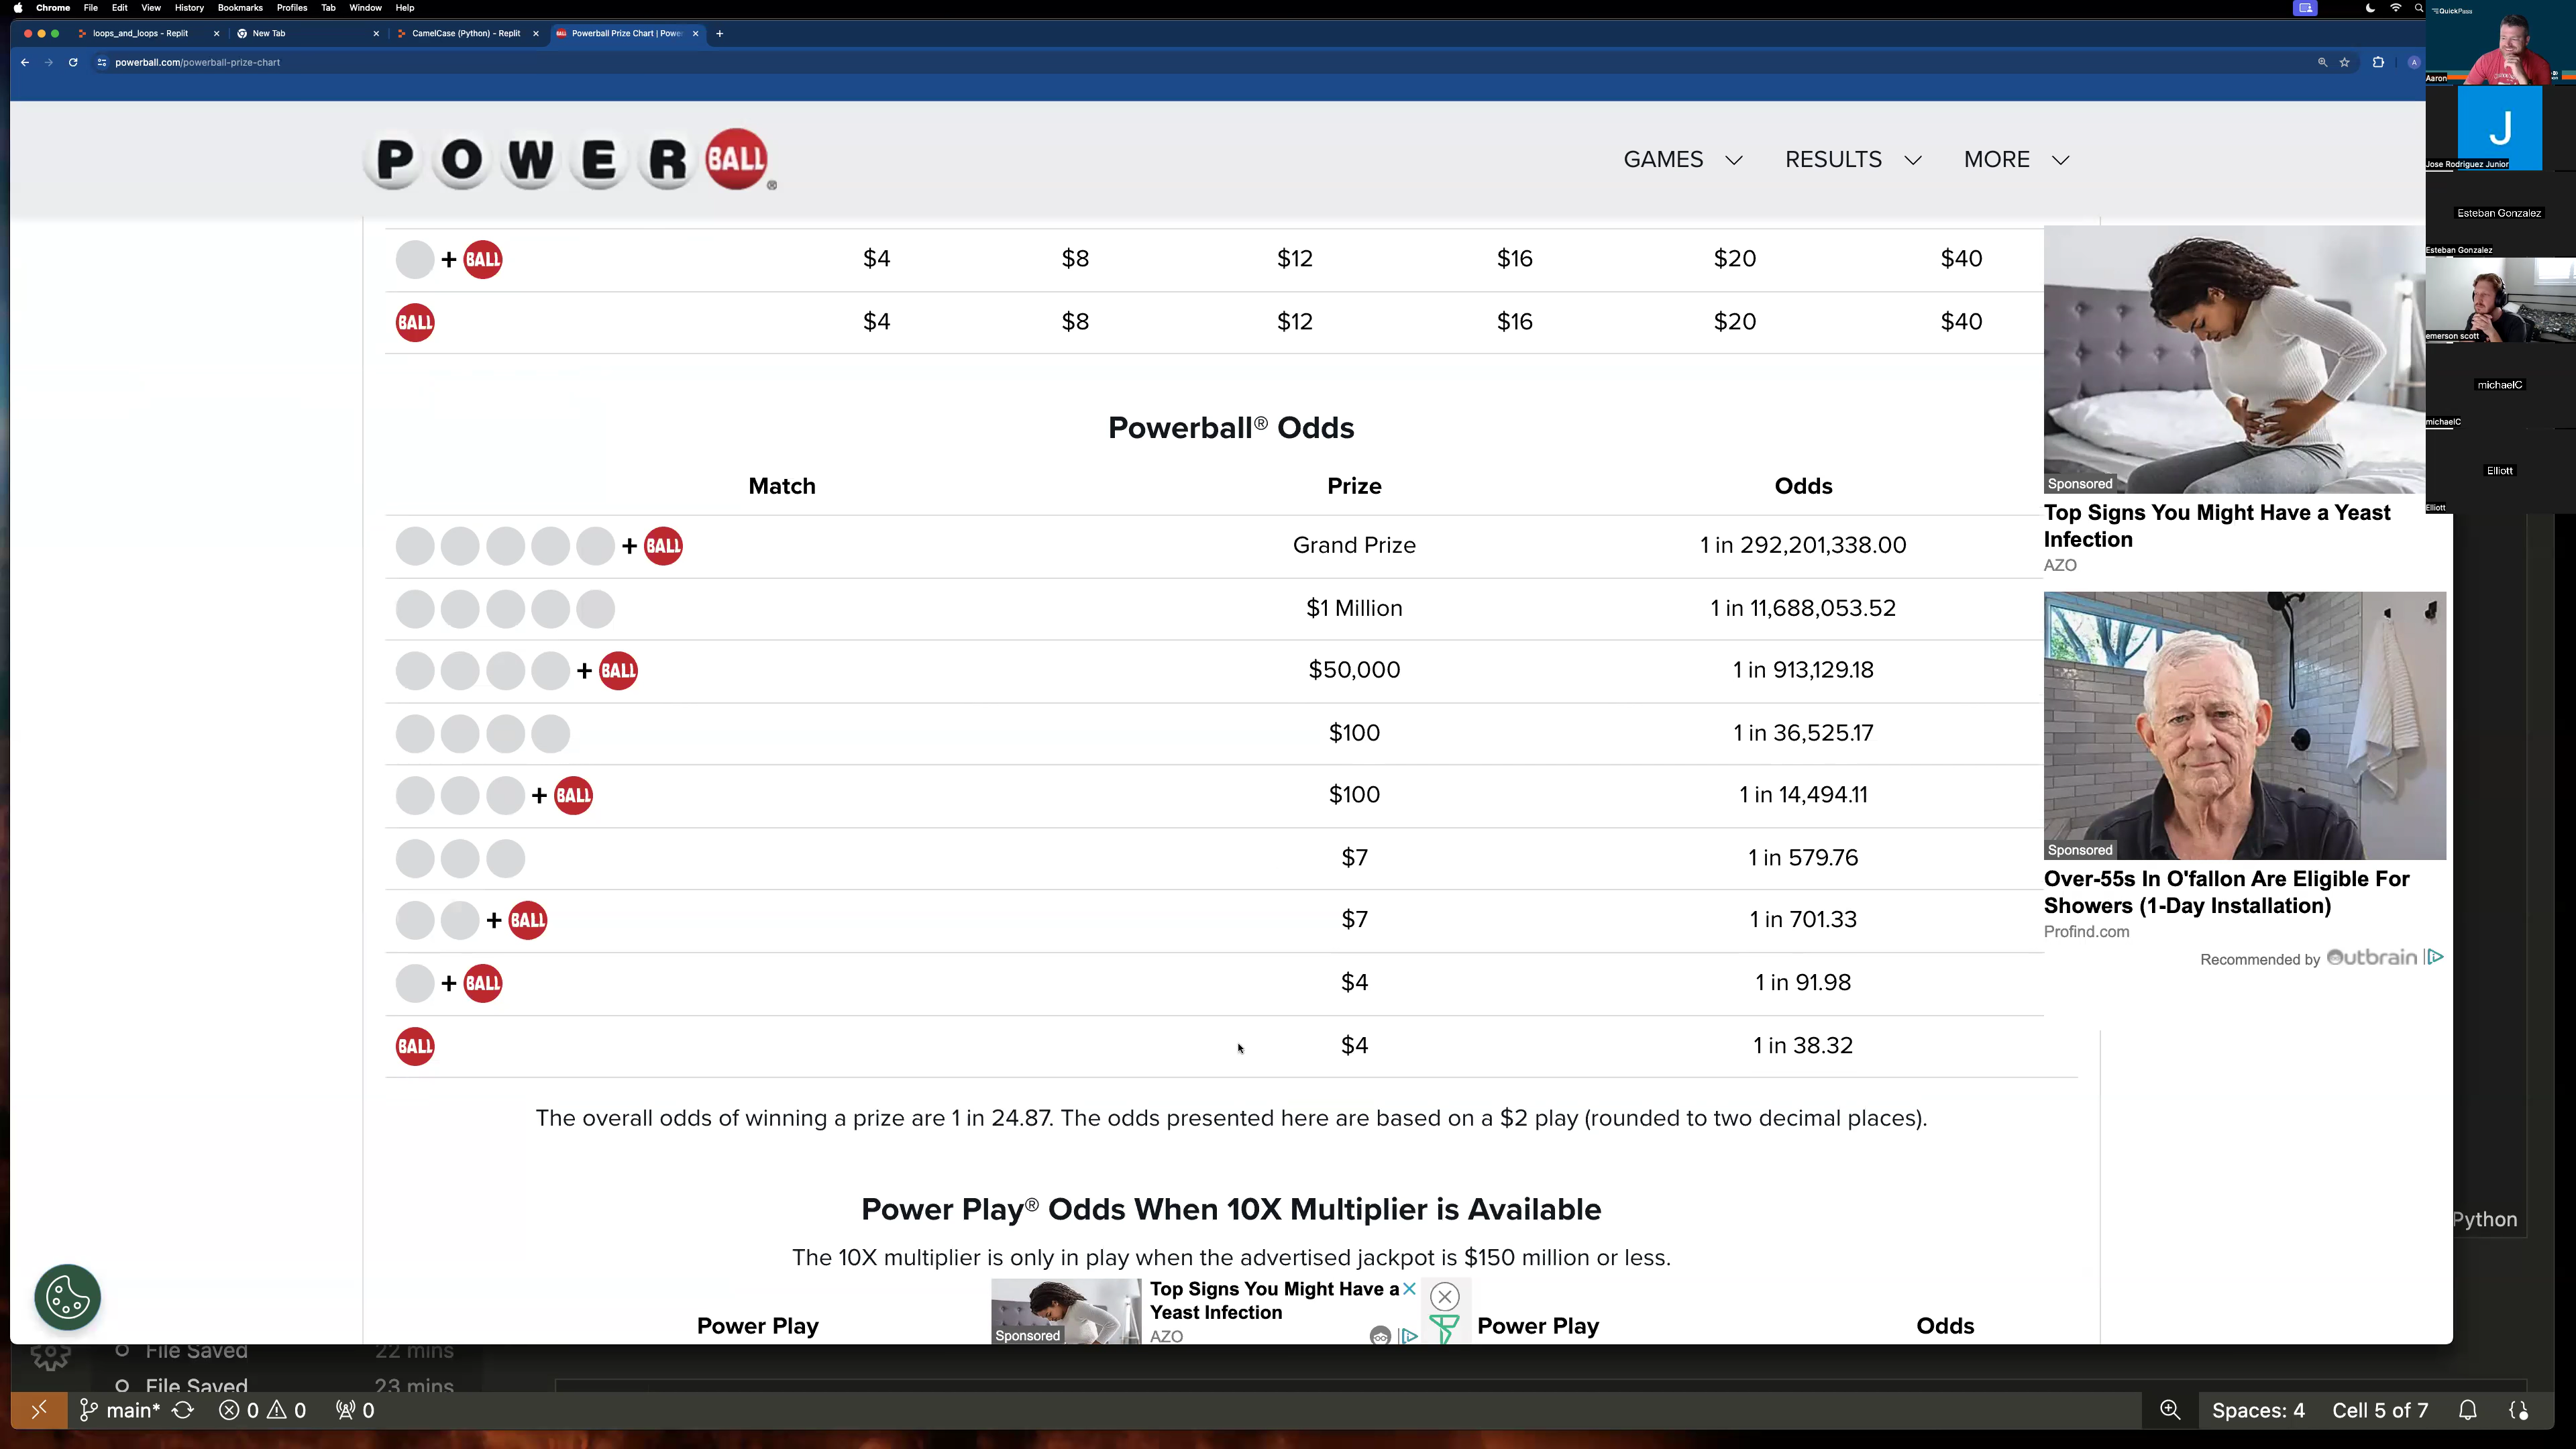 Chrome File Edit View History Bookmarks Profiles Tab Window Help
loops_and_loops - Replit
New Tab
CamelCase (Python) - Replit
Powerball Prize Chart | Power
powerball.com/powerball-prize-chart
A
POWER BALL ®
GAMES
RESULTS
MORE
+ BALL $4 $8 $12 $16 $20 $40
BALL $4 $8 $12 $16 $20 $40
Powerball® Odds
Match Prize Odds
+ BALL Grand Prize 1 in 292,201,338.00
$1 Million 1 in 11,688,053.52
+ BALL $50,000 1 in 913,129.18
$100 1 in 36,525.17
+ BALL $100 1 in 14,494.11
$7 1 in 579.76
+ BALL $7 1 in 701.33
+ BALL $4 1 in 91.98
BALL $4 1 in 38.32
The overall odds of winning a prize are 1 in 24.87. The odds presented here are based on a $2 play (rounded to two decimal places).
Power Play® Odds When 10X Multiplier is Available
The 10X multiplier is only in play when the advertised jackpot is $150 million or less.
Power Play Power Play Odds
Sponsored
Top Signs You Might Have a
Yeast Infection
AZO
Sponsored
Top Signs You Might Have a Yeast
Infection
AZO
Sponsored
Over-55s In O'fallon Are Eligible For
Showers (1-Day Installation)
Profind.com
Recommended by Outbrain
QuickPass
Aaron
J
Jose Rodriguez Junior
Esteban Gonzalez
Esteban Gonzalez
emerson scott
michaelC
michaelC
Elliott
Elliott
Python
File Saved 22 mins
File Saved 23 mins
main* 0 0 0
Spaces: 4 Cell 5 of 7